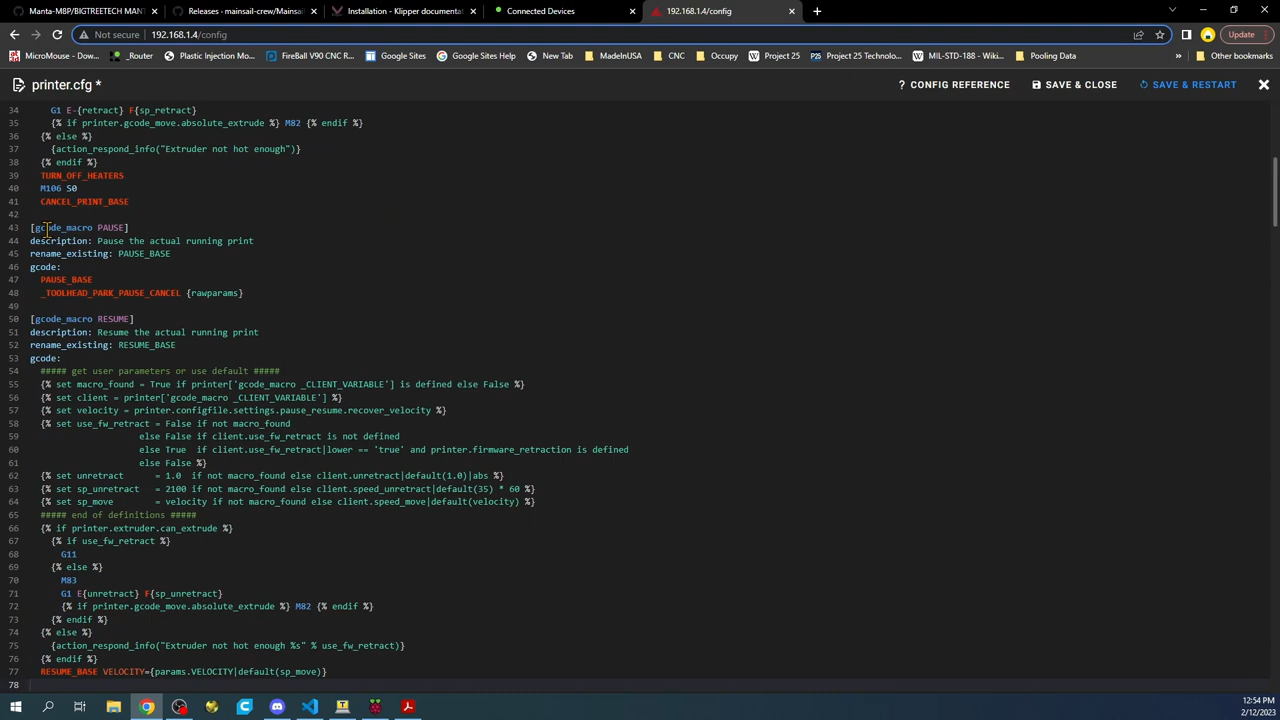 Manta-M8P/BIGTREETECH MANT
Releases · mainsail-crew/Mainsai
Installation - Klipper documentat
Connected Devices
192.168.1.4/config
Not secure
192.168.1.4/config
Update
MicroMouse
_Router
Plastic Injection Mo...
FireBall V90 CNC R...
Google Sites
Google Sites Help
New Tab
MadeInUSA
CNC
Occupy
Project 25
Project 25 Technolo...
MIL-STD-188 - Wiki...
Pooling Data
Other bookmarks
printer.cfg *
CONFIG REFERENCE
SAVE & CLOSE
SAVE & RESTART
34 G1 E-{retract} F{sp_retract}
35 {% if printer.gcode_move.absolute_extrude %} M82 {% endif %}
36 {% else %}
37 {action_respond_info("Extruder not hot enough")}
38 {% endif %}
39 TURN_OFF_HEATERS
40 M106 S0
41 CANCEL_PRINT_BASE
42
43 [gcode_macro PAUSE]
44 description: Pause the actual running print
45 rename_existing: PAUSE_BASE
46 gcode:
47 PAUSE_BASE
48 _TOOLHEAD_PARK_PAUSE_CANCEL {rawparams}
49
50 [gcode_macro RESUME]
51 description: Resume the actual running print
52 rename_existing: RESUME_BASE
53 gcode:
54 ##### get user parameters or use default #####
55 {% set macro_found = True if printer['gcode_macro _CLIENT_VARIABLE'] is defined else False %}
56 {% set client = printer['gcode_macro _CLIENT_VARIABLE'] %}
57 {% set velocity = printer.configfile.settings.pause_resume.recover_velocity %}
58 {% set use_fw_retract = False if not macro_found
59 else False if client.use_fw_retract is not defined
60 else True if client.use_fw_retract|lower == 'true' and printer.firmware_retraction is defined
61 else False %}
62 {% set unretract = 1.0 if not macro_found else client.unretract|default(1.0)|abs %}
63 {% set sp_unretract = 2100 if not macro_found else client.speed_unretract|default(35) * 60 %}
64 {% set sp_move = velocity if not macro_found else client.speed_move|default(velocity) %}
65 ##### end of definitions #####
66 {% if printer.extruder.can_extrude %}
67 {% if use_fw_retract %}
68 G11
69 {% else %}
70 M83
71 G1 E{unretract} F{sp_unretract}
72 {% if printer.gcode_move.absolute_extrude %} M82 {% endif %}
73 {% endif %}
74 {% else %}
75 {action_respond_info("Extruder not hot enough %s" % use_fw_retract)}
76 {% endif %}
77 RESUME_BASE VELOCITY={params.VELOCITY|default(sp_move)}
78
12:54 PM
2/12/2023